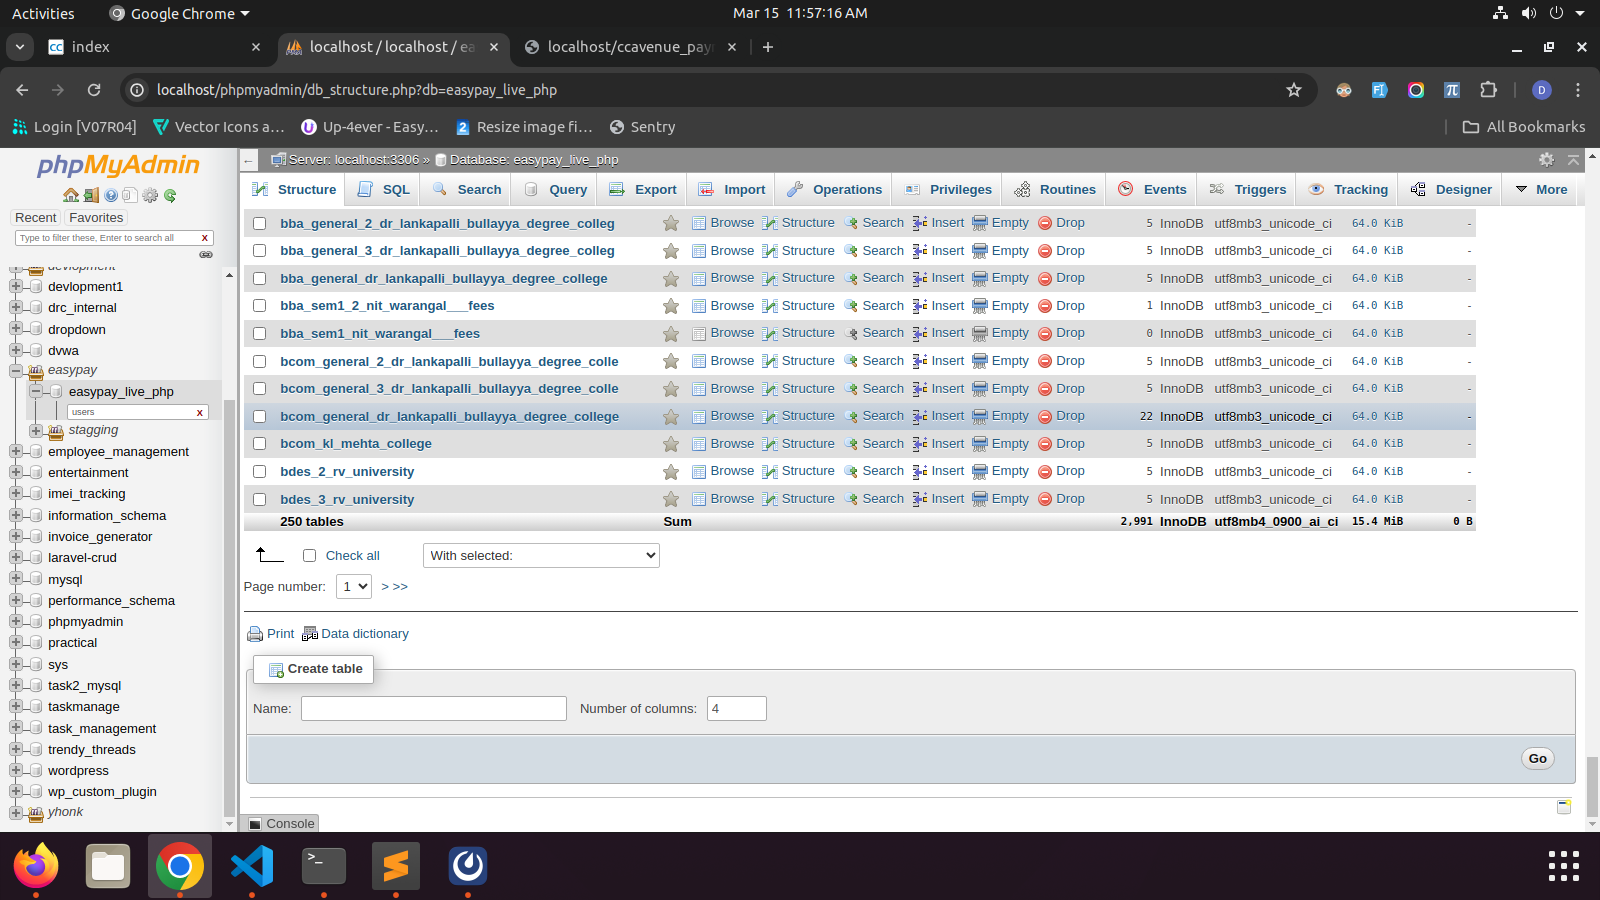 Activities Google Chrome Mar 15 11:57:16 AM
index localhost / localhost / ea localhost/ccavenue_pay
localhost/phpmyadmin/db_structure.php?db=easypay_live_php D
Login [V07R04] Vector Icons a… Up-4ever - Easy… Resize image fi… Sentry All Bookmarks
phpMyAdmin
Recent Favorites
Type to filter these, Enter to search all X
devlopment
devlopment1
drc_internal
dropdown
dvwa
easypay
easypay_live_php
users X
stagging
employee_management
entertainment
imei_tracking
information_schema
invoice_generator
laravel-crud
mysql
performance_schema
phpmyadmin
practical
sys
task2_mysql
taskmanage
task_management
trendy_threads
wordpress
wp_custom_plugin
yhonk
Server: localhost:3306 » Database: easypay_live_php
Structure SQL Search Query Export Import Operations Privileges Routines Events Triggers Tracking Designer More
bba_general_2_dr_lankapalli_bullayya_degree_colleg Browse Structure Search Insert Empty Drop 5 InnoDB utf8mb3_unicode_ci 64.0 KiB -
bba_general_3_dr_lankapalli_bullayya_degree_colleg Browse Structure Search Insert Empty Drop 5 InnoDB utf8mb3_unicode_ci 64.0 KiB -
bba_general_dr_lankapalli_bullayya_degree_college Browse Structure Search Insert Empty Drop 5 InnoDB utf8mb3_unicode_ci 64.0 KiB -
bba_sem1_2_nit_warangal___fees Browse Structure Search Insert Empty Drop 1 InnoDB utf8mb3_unicode_ci 64.0 KiB -
bba_sem1_nit_warangal___fees Browse Structure Search Insert Empty Drop 0 InnoDB utf8mb3_unicode_ci 64.0 KiB -
bcom_general_2_dr_lankapalli_bullayya_degree_colle Browse Structure Search Insert Empty Drop 5 InnoDB utf8mb3_unicode_ci 64.0 KiB -
bcom_general_3_dr_lankapalli_bullayya_degree_colle Browse Structure Search Insert Empty Drop 5 InnoDB utf8mb3_unicode_ci 64.0 KiB -
bcom_general_dr_lankapalli_bullayya_degree_college Browse Structure Search Insert Empty Drop 22 InnoDB utf8mb3_unicode_ci 64.0 KiB -
bcom_kl_mehta_college Browse Structure Search Insert Empty Drop 5 InnoDB utf8mb3_unicode_ci 64.0 KiB -
bdes_2_rv_university Browse Structure Search Insert Empty Drop 5 InnoDB utf8mb3_unicode_ci 64.0 KiB -
bdes_3_rv_university Browse Structure Search Insert Empty Drop 5 InnoDB utf8mb3_unicode_ci 64.0 KiB -
250 tables Sum 2,991 InnoDB utf8mb4_0900_ai_ci 15.4 MiB 0 B
Check all With selected:
Page number: 1 > >>
Print Data dictionary
Create table
Name: Number of columns: 4
Go
Console